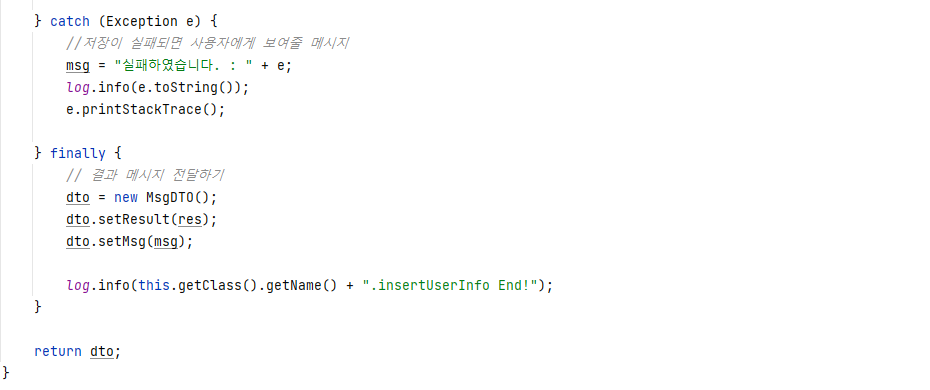 } catch (Exception e) {
//저장이 실패되면 사용자에게 보여줄 메시지
msg = "실패하였습니다. : " + e;
log.info(e.toString());
e.printStackTrace();
} finally {
// 결과 메시지 전달하기
dto = new MsgDTO();
dto.setResult(res);
dto.setMsg(msg);
log.info(this.getClass().getName() + ".insertUserInfo End!");
}
return dto;
}